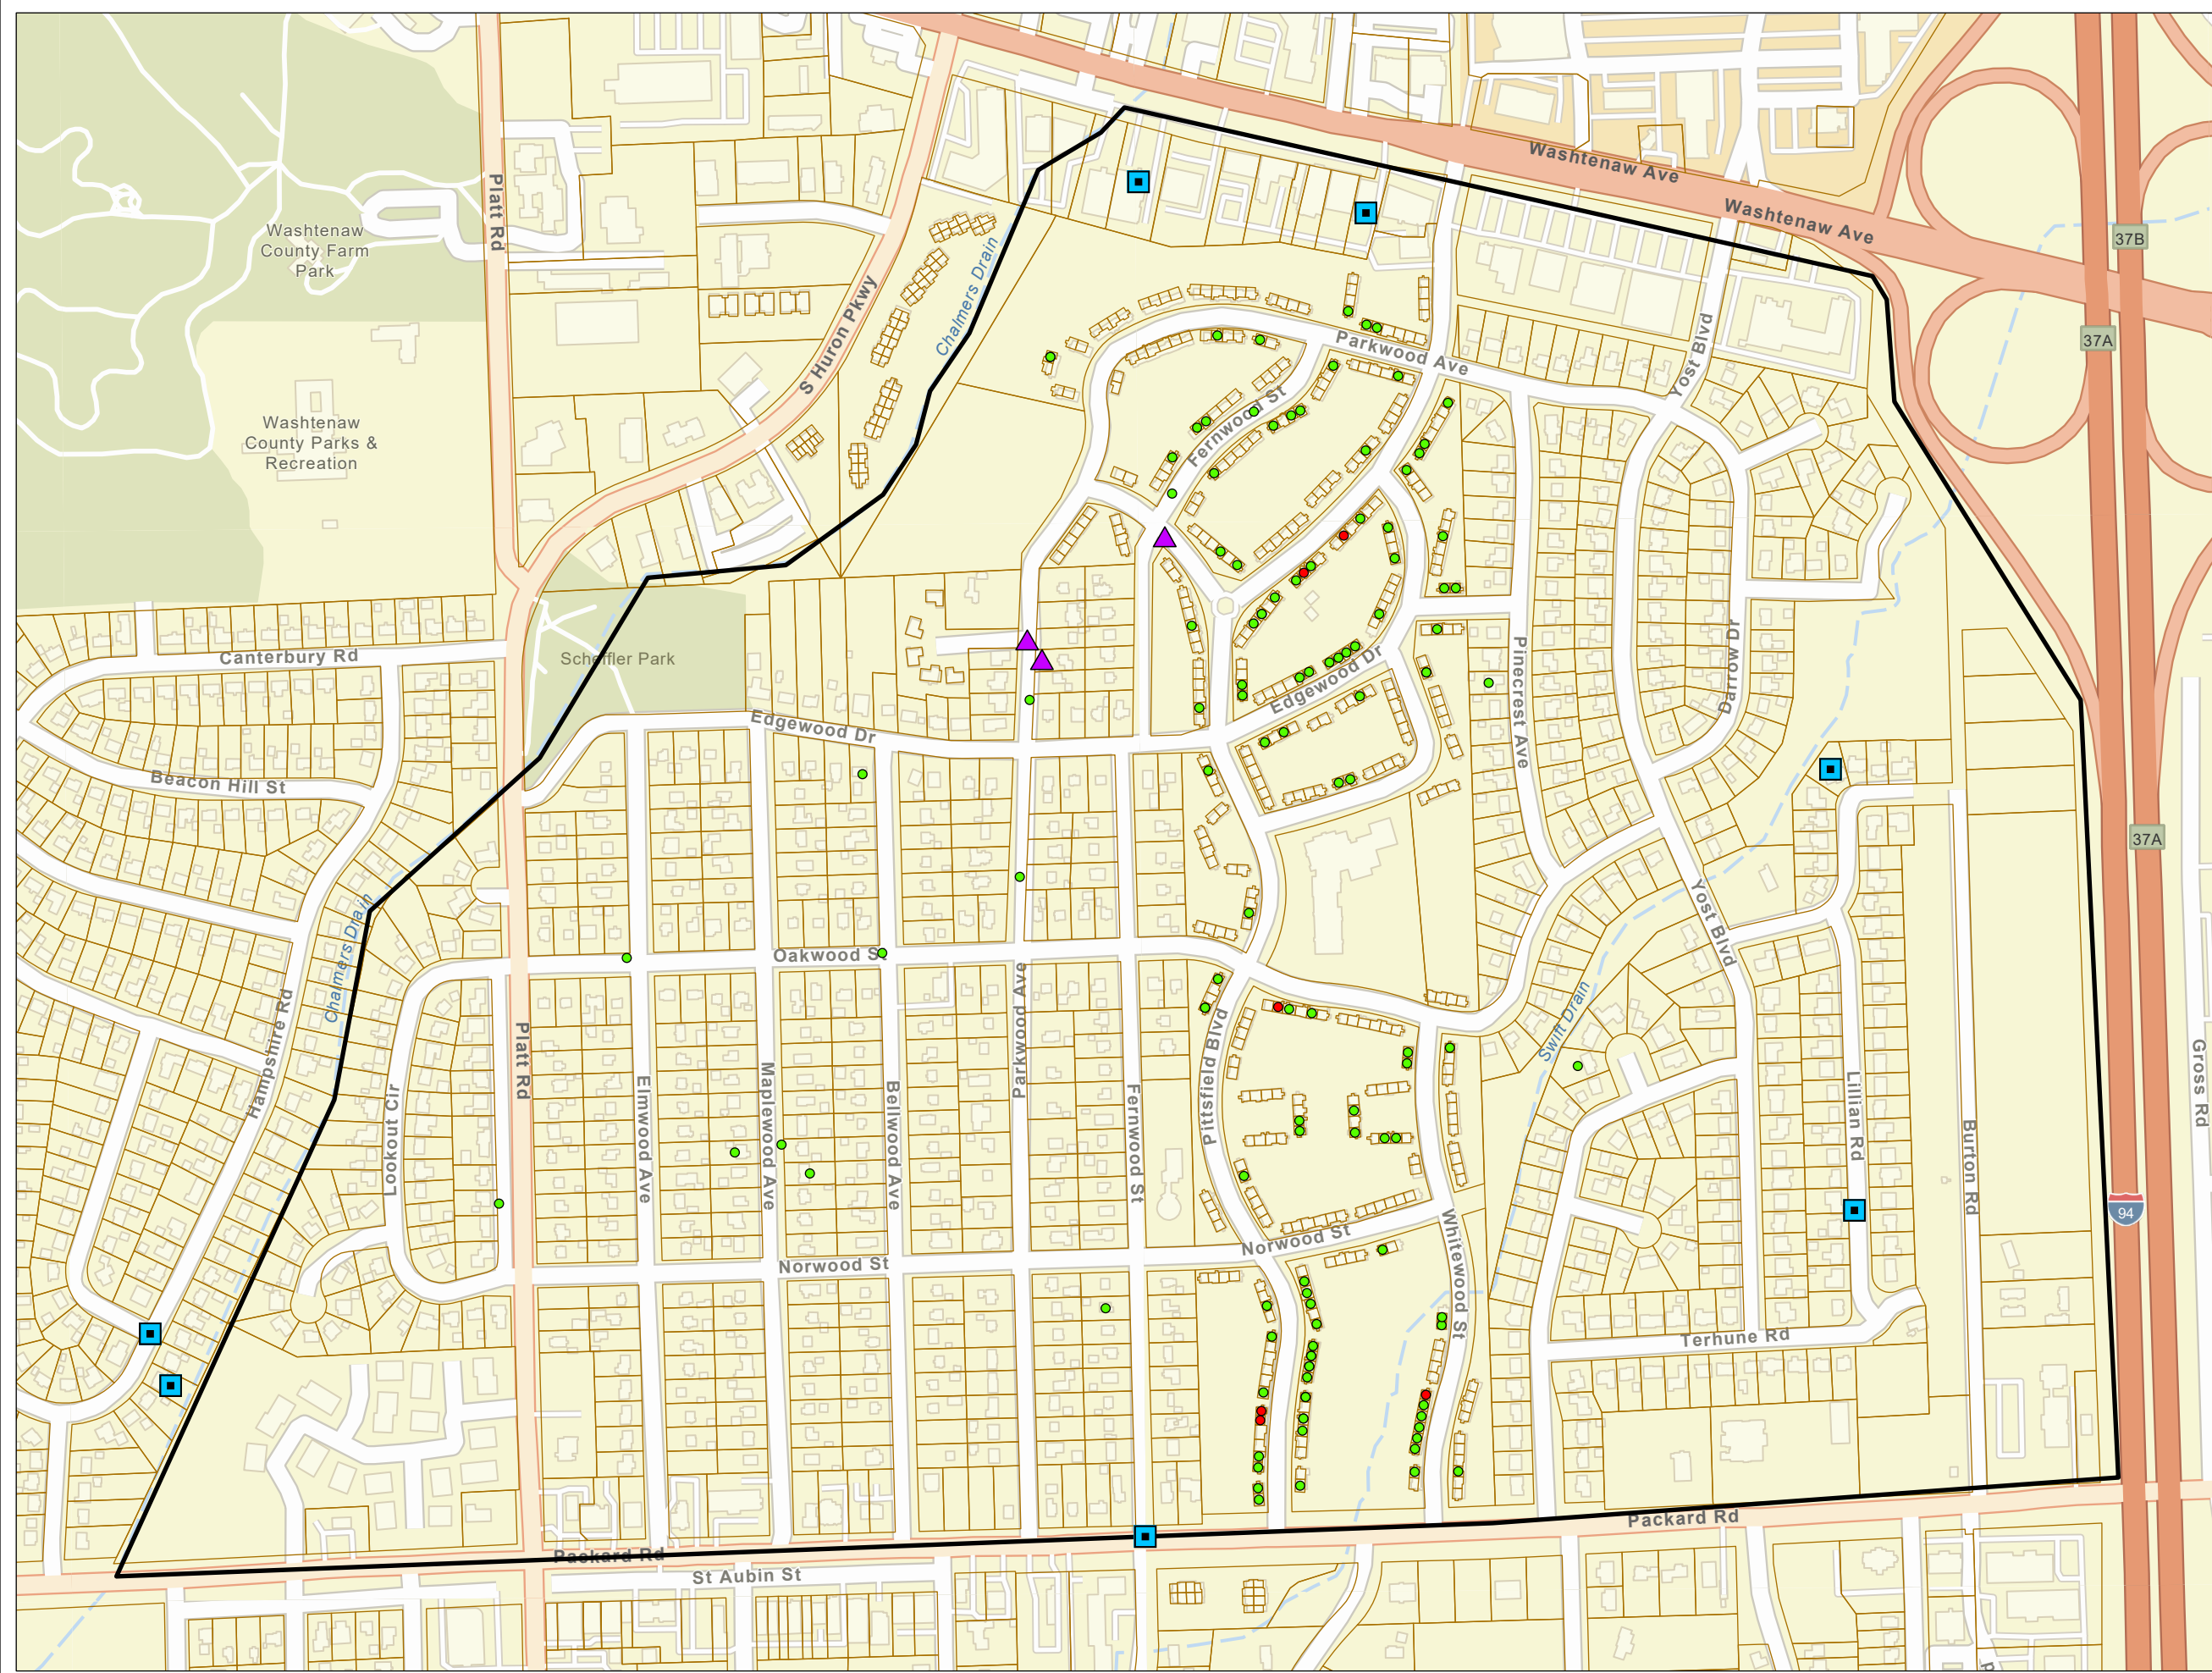 Washtenaw Ave
Washtenaw Ave
Platt Rd
Washtenaw
County Farm
Park
37B
Chalmers Drain
S Huron Pkwy
37A
Parkwood Ave
Yost Blvd
Washtenaw
County Parks &
Recreation
Fernwood St
Canterbury Rd
Scheffler Park
Pinecrest Ave
Darrow Dr
Edgewood Dr
Edgewood Dr
Beacon Hill St
37A
Chalmers Drain
Oakwood St
Yost Blvd
Hampshire Rd
Platt Rd
Parkwood Ave
Swift Drain
Pittsfield Blvd
Lookout Cir
Elmwood Ave
Maplewood Ave
Bellwood Ave
Fernwood St
Lillian Rd
Burton Rd
Gross Rd
94
Norwood St
Norwood St
Whitewood St
Terhune Rd
Packard Rd
Packard Rd
St Aubin St